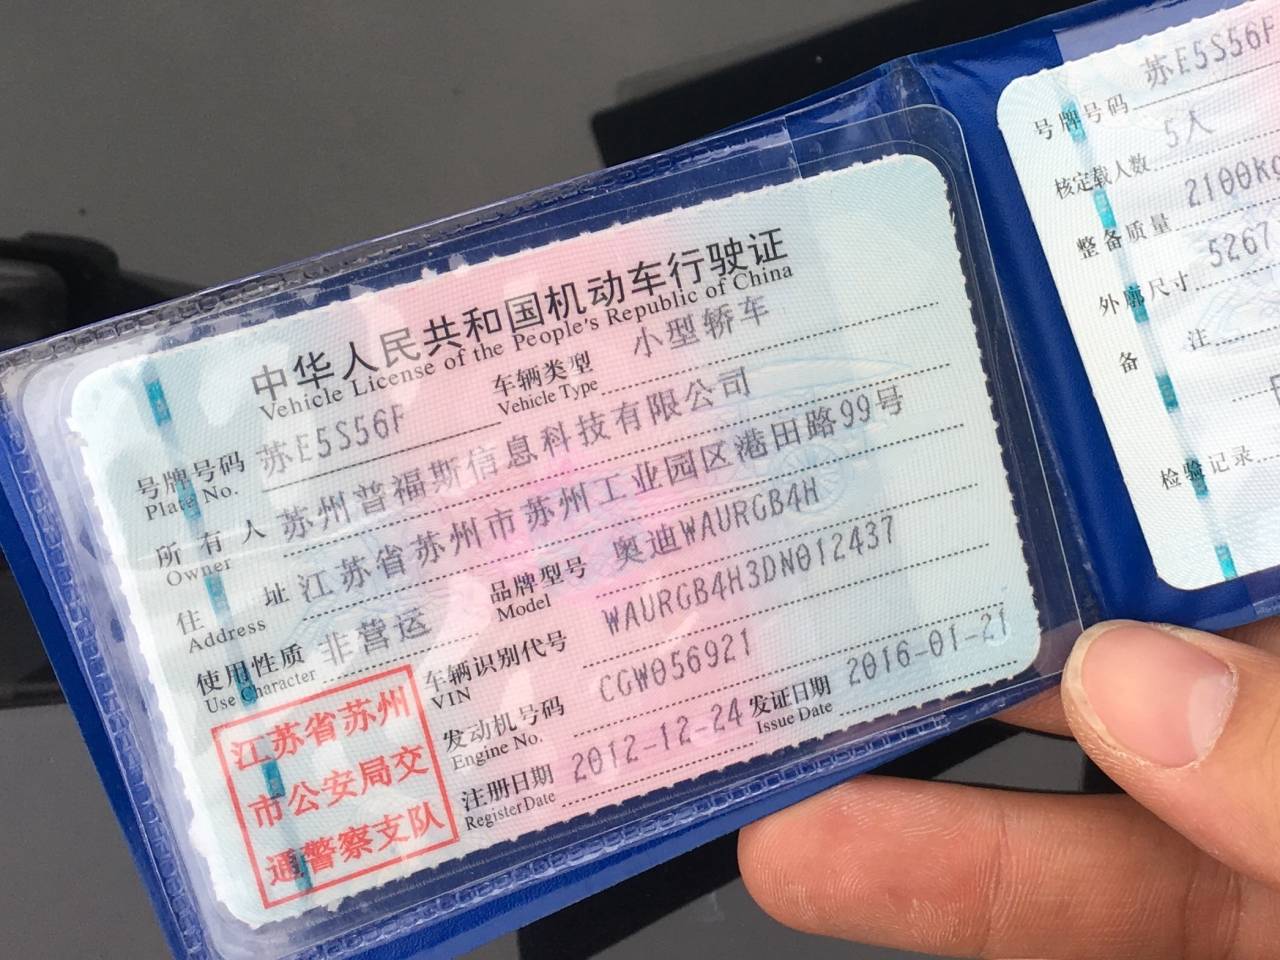 中华人民共和国机动车行驶证
Vehicle License of the People's Republic of China
号牌号码 苏E5S56F 车辆类型 小型轿车
Plate No. Vehicle Type
所有人 苏州普福斯信息科技有限公司
Owner
住址 江苏省苏州市苏州工业园区港田路99号
Address
使用性质 非营运 品牌型号 奥迪WAURGB4H
Use Character Model
车辆识别代号 WAURGB4H3DN012437
VIN
发动机号码 CGW056921
Engine No.
注册日期 2012-12-24 发证日期 2016-01-21
Register Date Issue Date
江苏省苏州
市公安局交
通警察支队
号牌号码 苏E5S56F
核定载人数 5人
整备质量 2100kg
外廓尺寸 5267
备注
检验记录